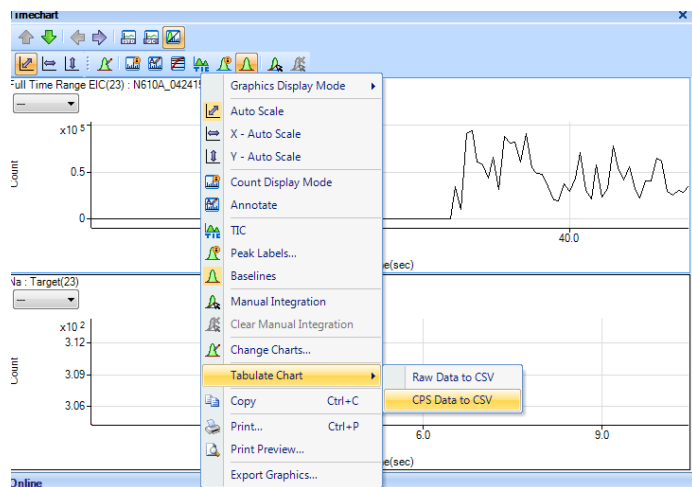 Timechart
Full Time Range EIC(23) : N610A_04241
---
x10 5
Count
0.5
0
40.0
e(sec)
Na : Target(23)
---
x10 2
Count
3.12
3.09
3.06
6.0
9.0
e(sec)
Graphics Display Mode
Auto Scale
X - Auto Scale
Y - Auto Scale
Count Display Mode
Annotate
TIC
TIC
Peak Labels...
Baselines
Manual Integration
Clear Manual Integration
Change Charts...
Tabulate Chart
Raw Data to CSV
CPS Data to CSV
Copy Ctrl+C
Print... Ctrl+P
Print Preview...
Export Graphics...
Online